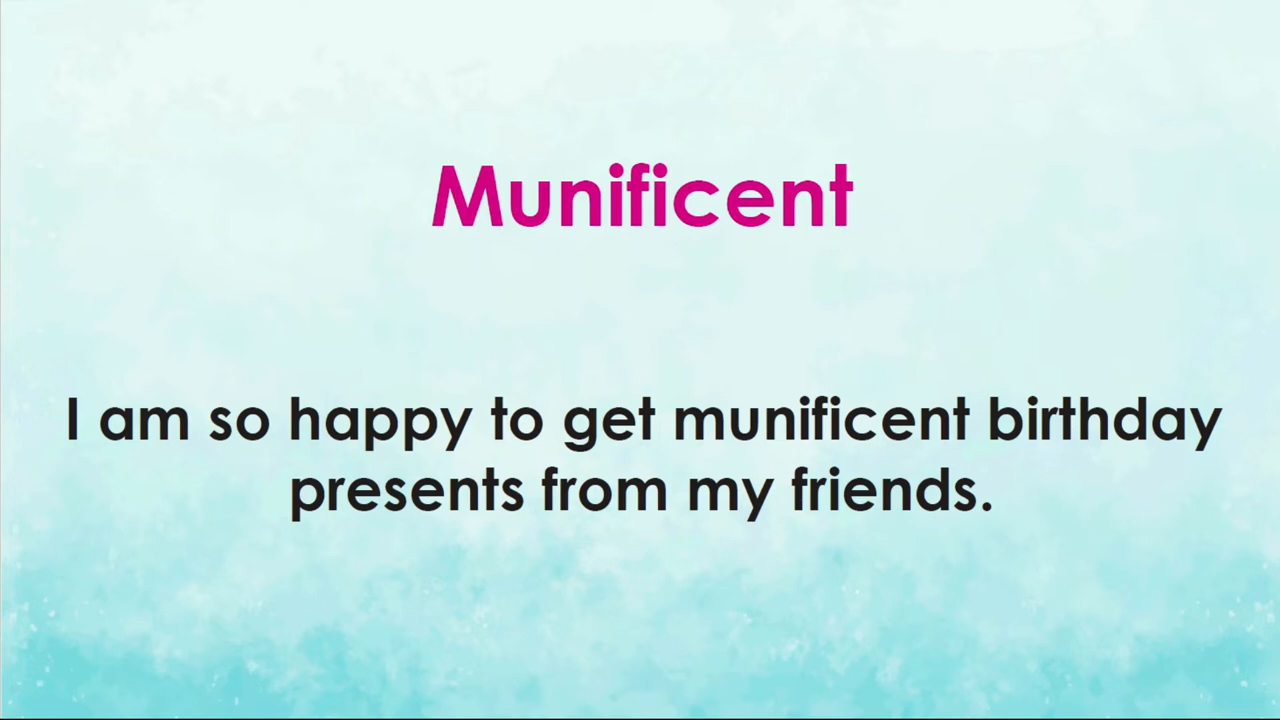 Munificent
I am so happy to get munificent birthday
presents from my friends.